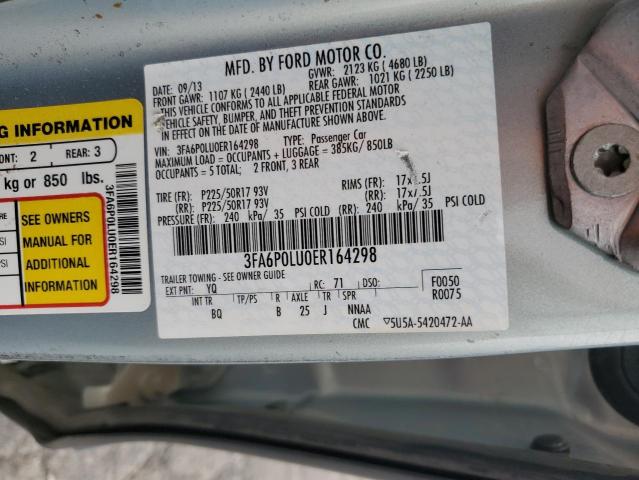 MFD. BY FORD MOTOR CO.
09/13
GVWR: 2123 KG ( 4680 LB)
FRONT GAWR: 1107 KG ( 2440 LB)
REAR GAWR: 1021 KG ( 2250 LB)
THIS VEHICLE CONFORMS TO ALL APPLICABLE FEDERAL MOTOR
VEHICLE SAFETY, BUMPER, AND THEFT PREVENTION STANDARDS
IN EFFECT ON THE DATE OF MANUFACTURE SHOWN ABOVE.
VIN: 3FA6P0LU0ER164298
TYPE: Passenger Car
MAXIMUM LOAD = OCCUPANTS + LUGGAGE = 385KG/ 850LB
OCCUPANTS = 5 TOTAL; 2 FRONT, 3 REAR
TIRE (FR): P225/50R17 93V
RIMS (FR): 17x .5J
(RR): P225/50R17 93V
(RR): 17x7.5J
PRESSURE (FR): 240 kPa/ 35 PSI COLD (RR): 240 kPa/ 35 PSI COLD
3FA6P0LU0ER164298
TRAILER TOWING - SEE OWNER GUIDE
EXT PNT: YQ RC: 71 DSO:
F0050
R0075
INT TR TP/PS R AXLE TR SPR
BQ B 25 J NNAA
CMC ▽5U5A-5420472-AA
G INFORMATION
ONT: 2 REAR: 3
kg or 850 lbs.
SEE OWNERS
MANUAL FOR
ADDITIONAL
INFORMATION
3FA6P0LU0ER164298